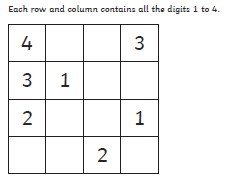 Each row and column contains all the digits 1 to 4.
4 3
3 1
2 1
2